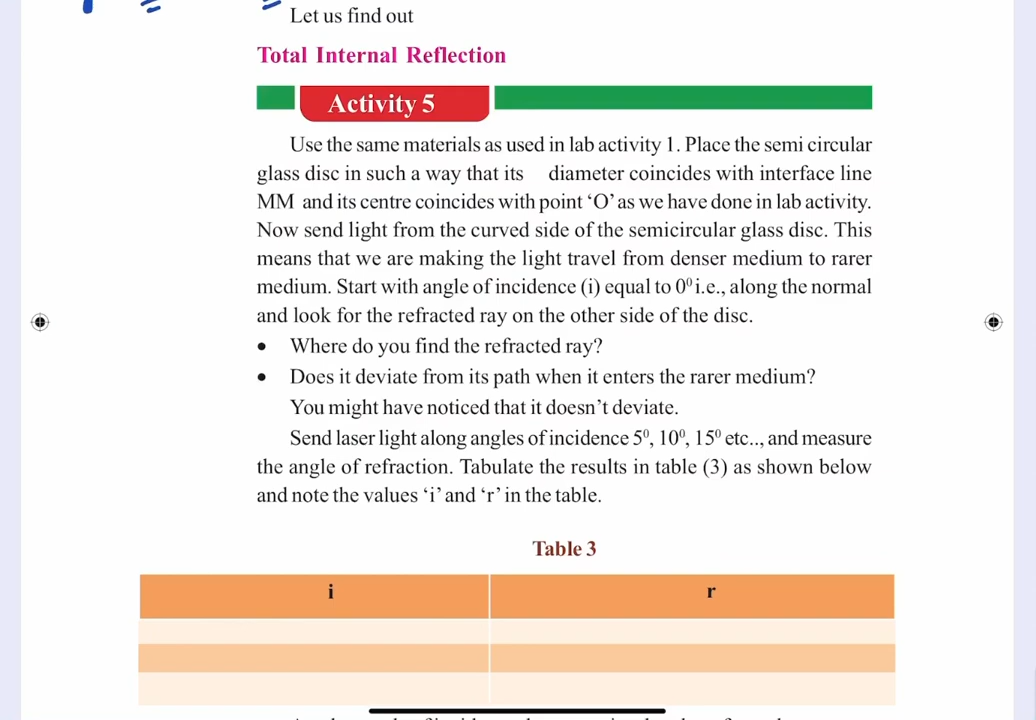 Let us find out
Total Internal Reflection
Activity 5
Use the same materials as used in lab activity 1. Place the semi circular
glass disc in such a way that its diameter coincides with interface line
MM and its centre coincides with point ‘O’ as we have done in lab activity.
Now send light from the curved side of the semicircular glass disc. This
means that we are making the light travel from denser medium to rarer
medium. Start with angle of incidence (i) equal to 0⁰ i.e., along the normal
and look for the refracted ray on the other side of the disc.
• Where do you find the refracted ray?
• Does it deviate from its path when it enters the rarer medium?
You might have noticed that it doesn’t deviate.
Send laser light along angles of incidence 5⁰, 10⁰, 15⁰ etc.., and measure
the angle of refraction. Tabulate the results in table (3) as shown below
and note the values ‘i’ and ‘r’ in the table.
Table 3
i r